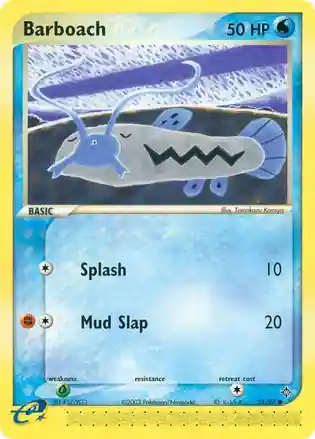 Barboach 50 HP
BASIC
Illus. Tomokazu Komiya
Splash 10
Mud Slap 20
weakness resistance retreat cost
©2003 Pokémon/Nintendo